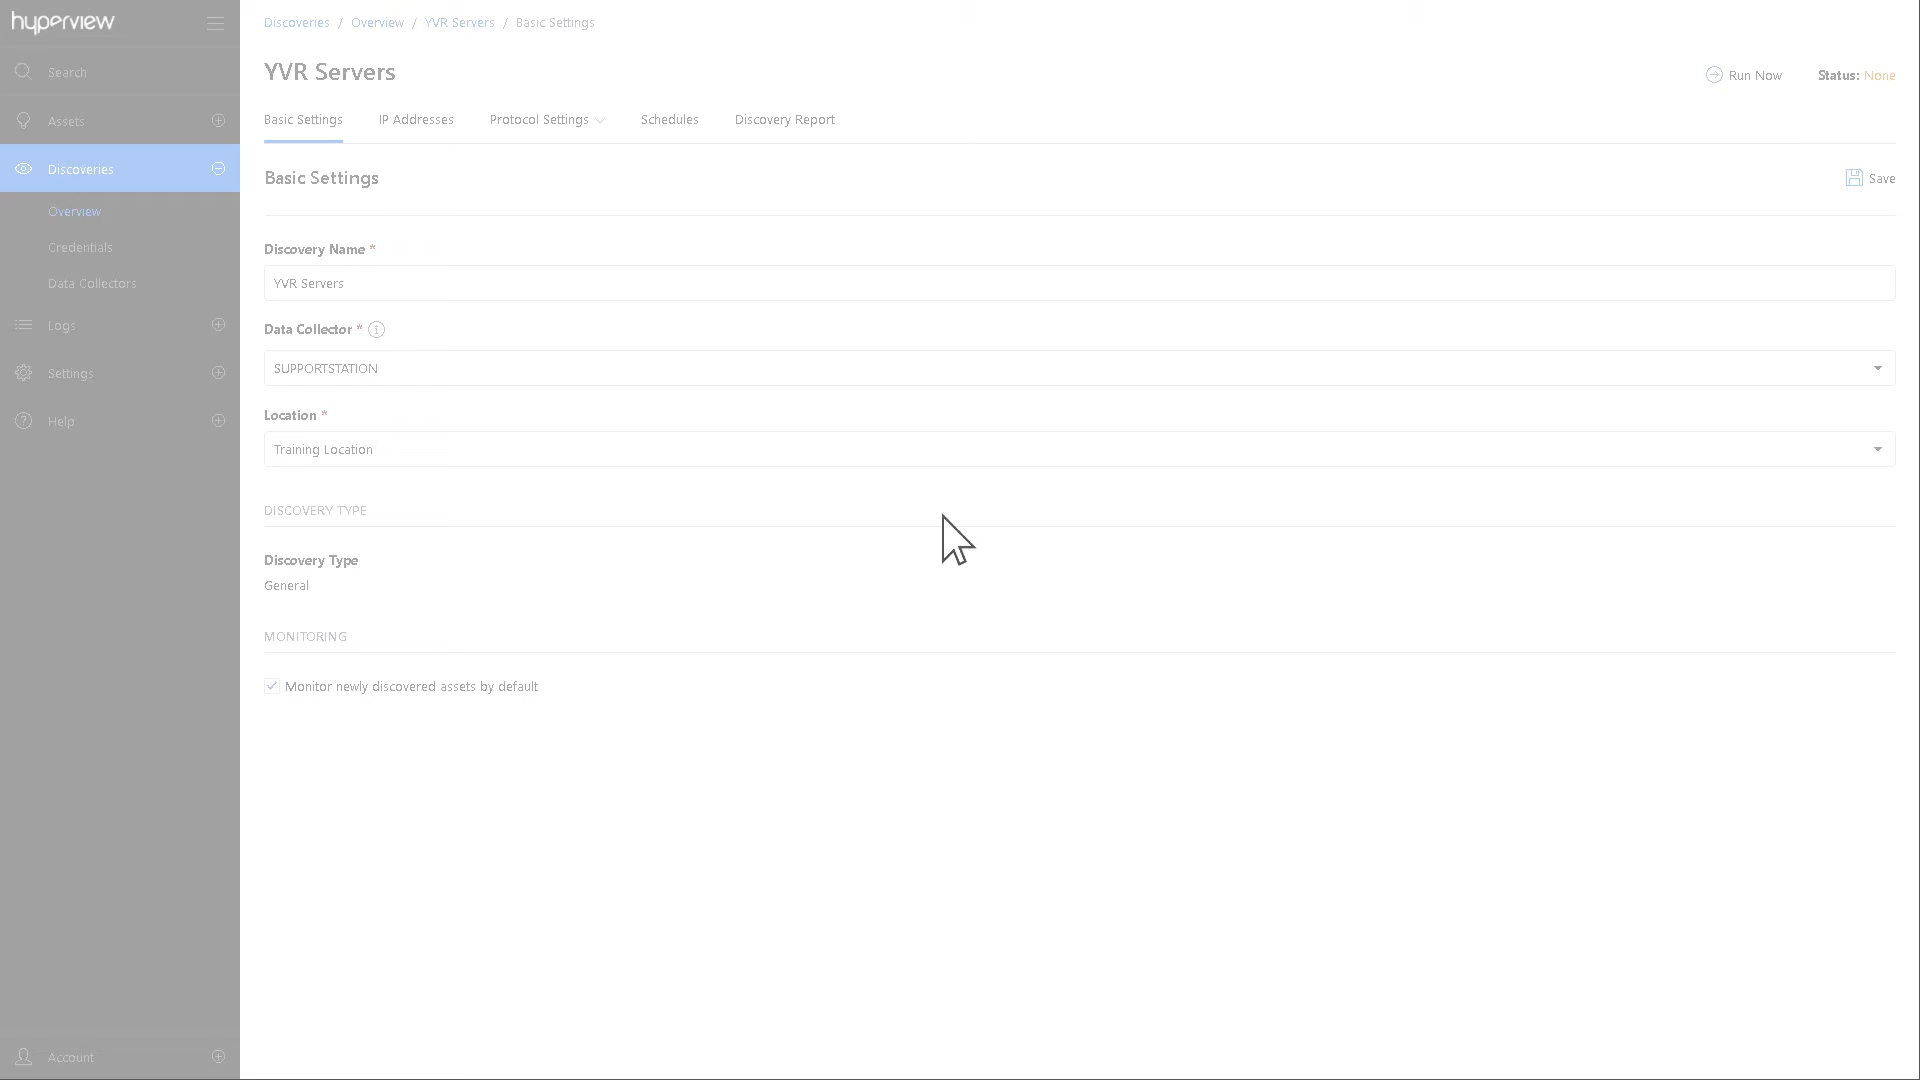 hyperview
Search
Assets
Discoveries
Overview
Credentials
Data Collectors
Logs
Settings
Help
Account
Discoveries / Overview / YVR Servers / Basic Settings
YVR Servers
Run Now
Status: None
Basic Settings
IP Addresses
Protocol Settings
Schedules
Discovery Report
Basic Settings
Save
Discovery Name *
YVR Servers
Data Collector *
SUPPORTSTATION
Location *
Training Location
DISCOVERY TYPE
Discovery Type
General
MONITORING
Monitor newly discovered assets by default